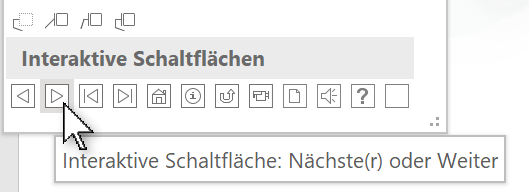 Interaktive Schaltflächen
?
Interaktive Schaltfläche: Nächste(r) oder Weiter